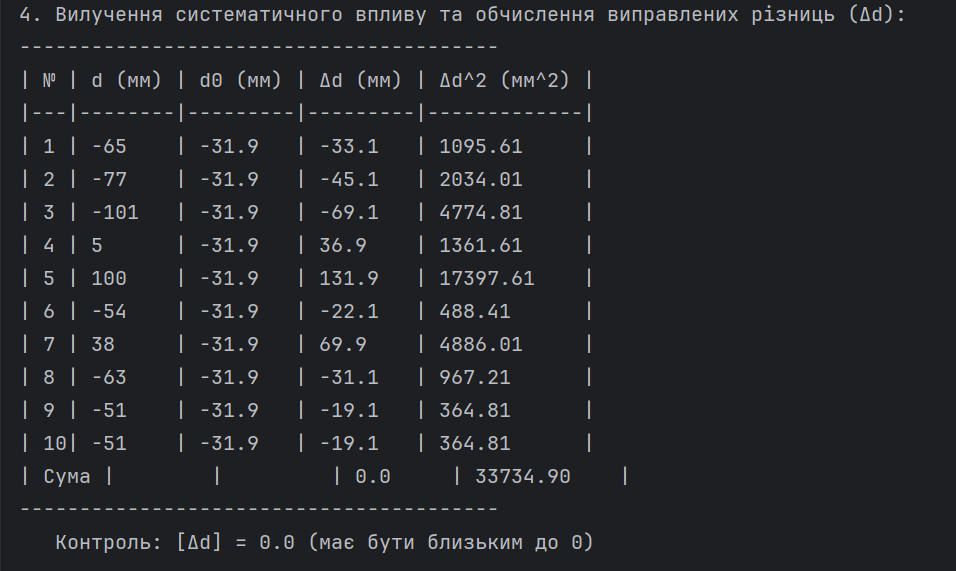 4. Вилучення систематичного впливу та обчислення виправлених різниць (Δd):
----------------------------------------
| № | d (мм) | d0 (мм) | Δd (мм) | Δd^2 (мм^2) |
|---|--------|---------|---------|-------------|
| 1 | -65    | -31.9   | -33.1   | 1095.61     |
| 2 | -77    | -31.9   | -45.1   | 2034.01     |
| 3 | -101   | -31.9   | -69.1   | 4774.81     |
| 4 | 5      | -31.9   | 36.9    | 1361.61     |
| 5 | 100    | -31.9   | 131.9   | 17397.61    |
| 6 | -54    | -31.9   | -22.1   | 488.41      |
| 7 | 38     | -31.9   | 69.9    | 4886.01     |
| 8 | -63    | -31.9   | -31.1   | 967.21      |
| 9 | -51    | -31.9   | -19.1   | 364.81      |
| 10| -51    | -31.9   | -19.1   | 364.81      |
| Сума |        |         | 0.0     | 33734.90    |
----------------------------------------
   Контроль: [Δd] = 0.0 (має бути близьким до 0)